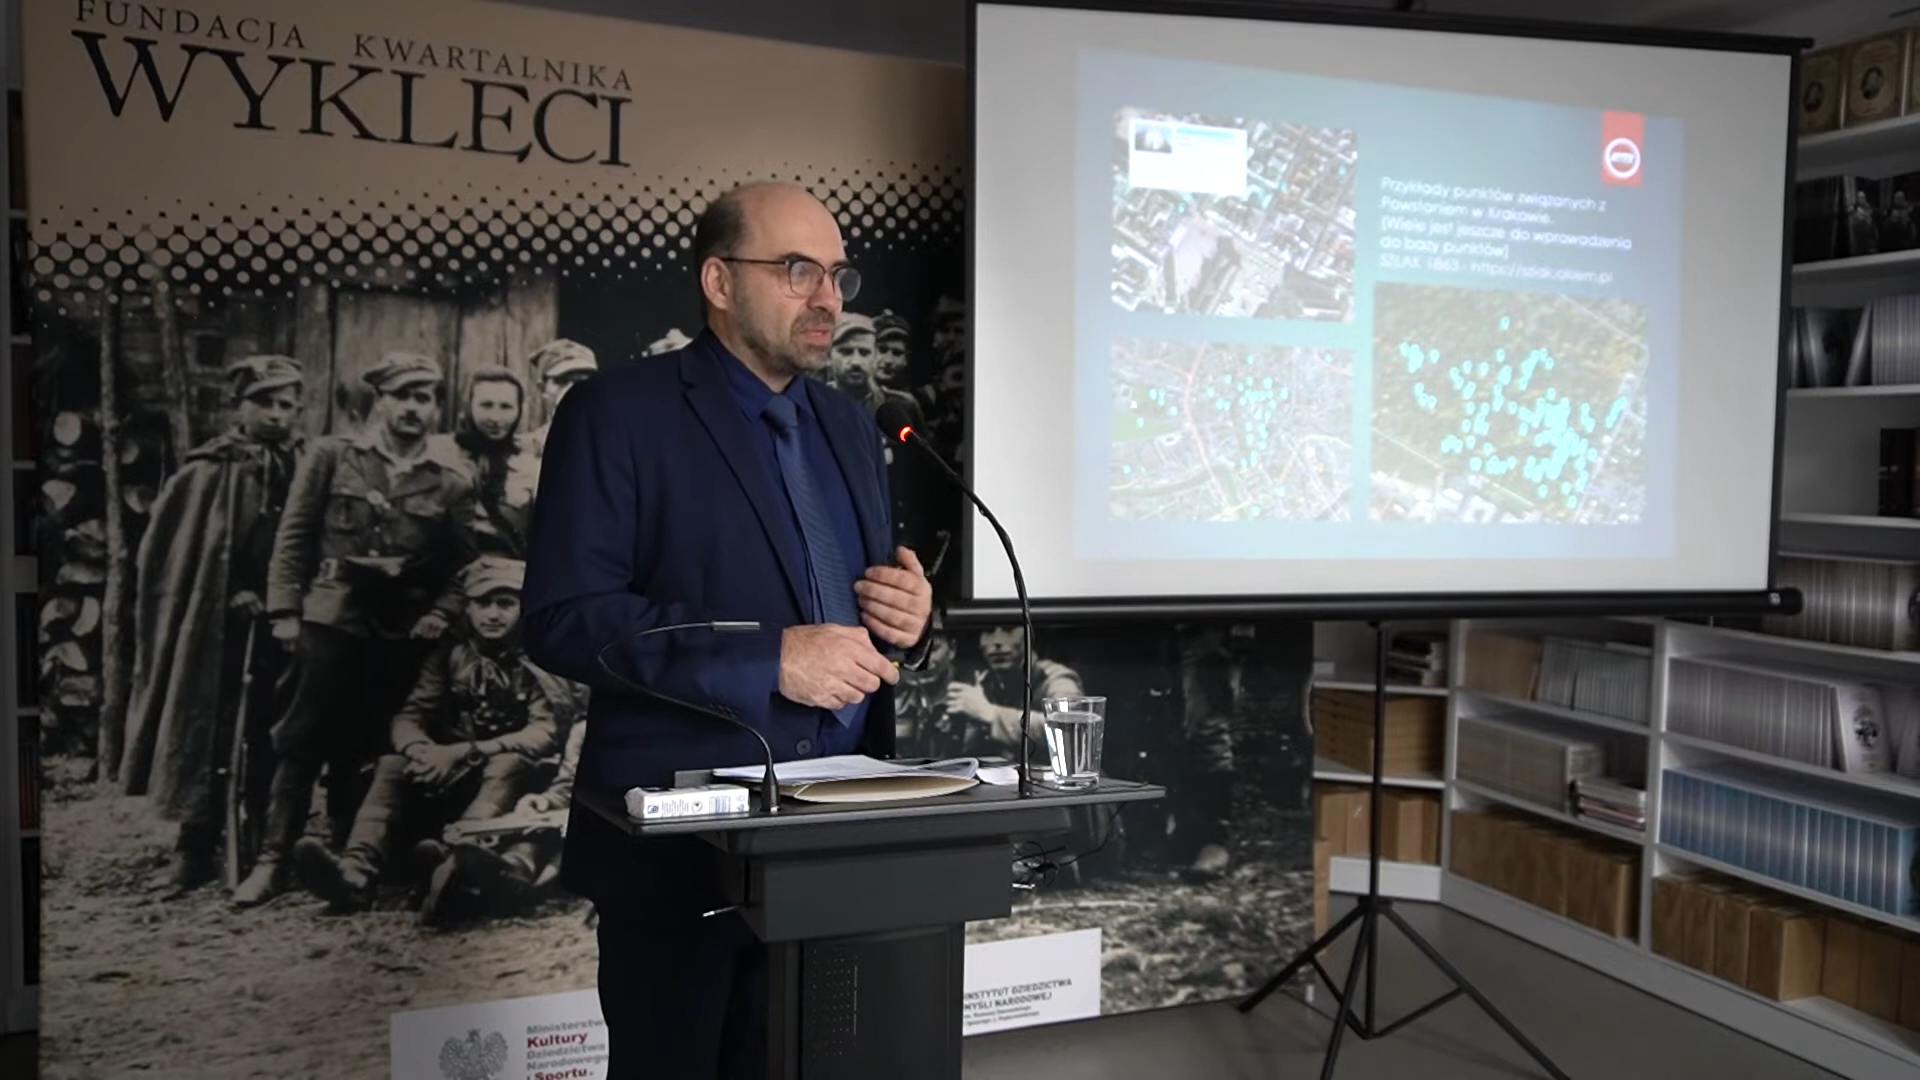 FUNDACJA KWARTALNIKA
WYKLĘCI
Przykłady punktów związanych z
Powstaniem w Krakowie.
(Wiele jest jeszcze do wprowadzenia
do bazy punktów)
SZLAK 1863 - https://szlak.okiem.pl
Ministerstwo
Kultury
Dziedzictwa
Narodowego
i Sportu.
INSTYTUT DZIEDZICTWA
MYŚLI NARODOWEJ